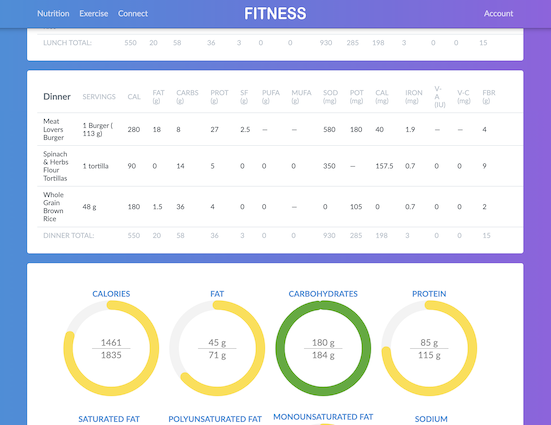 Nutrition Exercise Connect FITNESS Account
LUNCH TOTAL: 550 20 58 36 3 0 0 930 285 198 3 0 0 15
Dinner SERVINGS CAL FAT (g) CARBS (g) PROT (g) SF (g) PUFA (g) MUFA (g) SOD (mg) POT (mg) CAL (mg) IRON (mg) V-A (IU) V-C (mg) FBR (g)
Meat Lovers Burger 1 Burger ( 113 g) 280 18 8 27 2.5 — — 580 180 40 1.9 — — 4
Spinach & Herbs Flour Tortillas 1 tortilla 90 0 14 5 0 0 0 350 — 157.5 0.7 0 0 9
Whole Grain Brown Rice 48 g 180 1.5 36 4 0 0 — 0 105 0 0.7 0 0 2
DINNER TOTAL: 550 20 58 36 3 0 0 930 285 198 3 0 0 15
CALORIES FAT CARBOHYDRATES PROTEIN
1461 45 g 180 g 85 g
1835 71 g 184 g 115 g
SATURATED FAT POLYUNSATURATED FAT MONOUNSATURATED FAT SODIUM